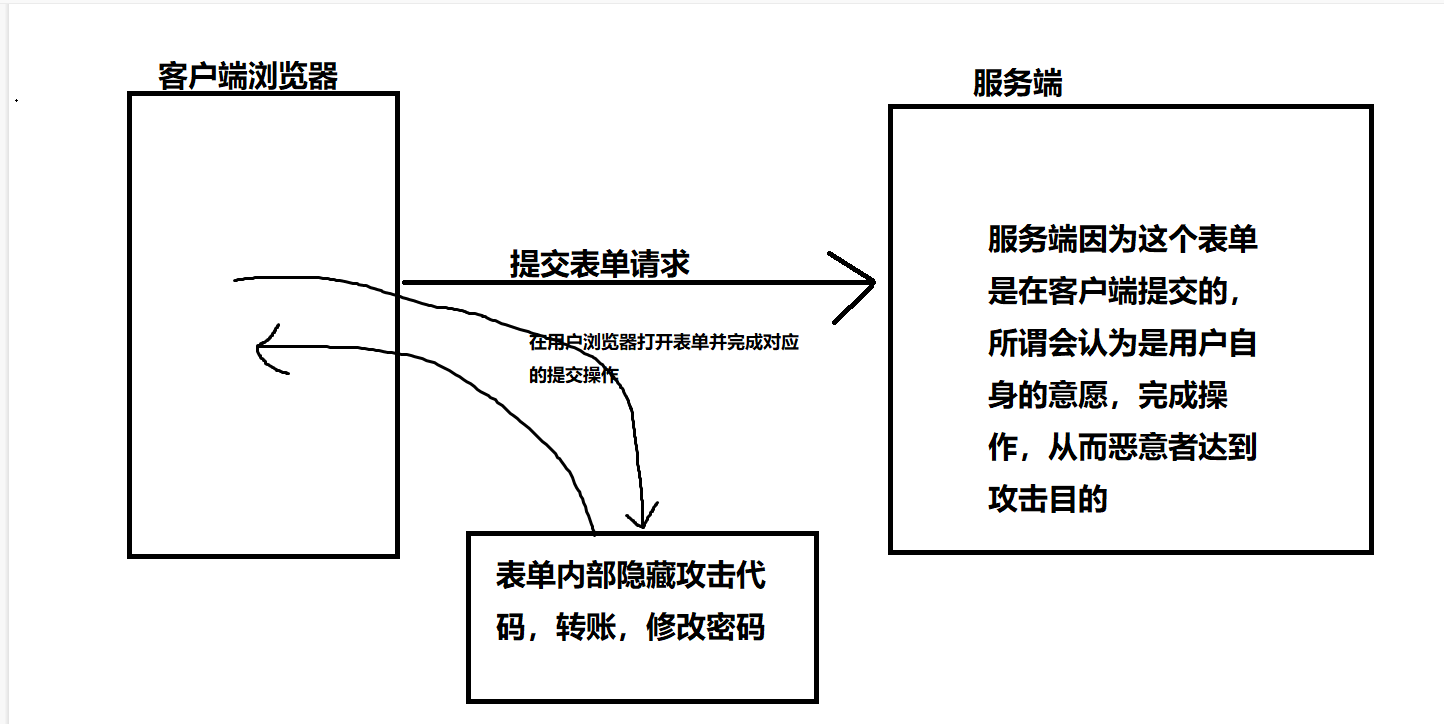 客户端浏览器
服务端
提交表单请求
在用户浏览器打开表单并完成对应
的提交操作
服务端因为这个表单
是在客户端提交的，
所谓会认为是用户自
身的意愿，完成操
作，从而恶意者达到
攻击目的
表单内部隐藏攻击代
码，转账，修改密码